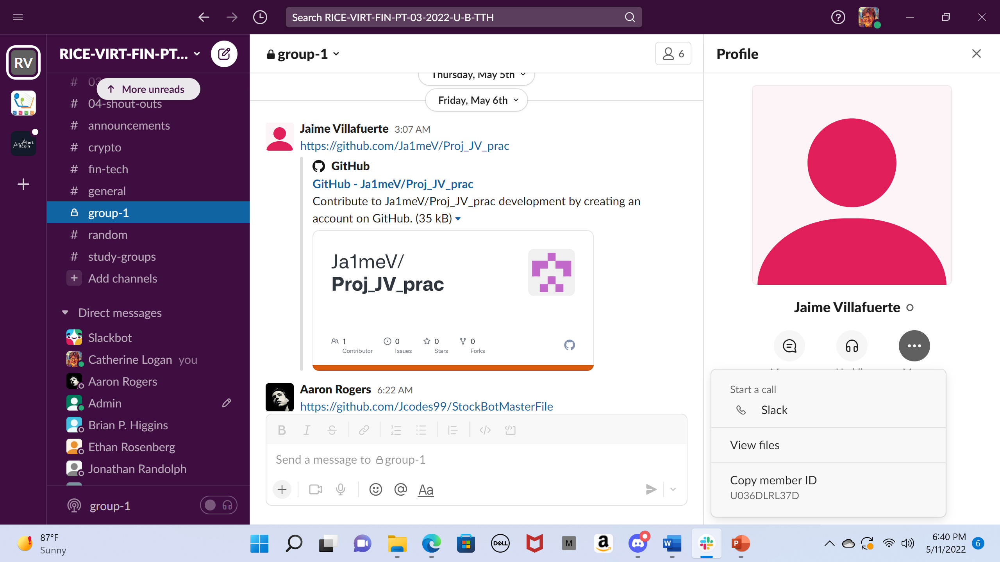 Search RICE-VIRT-FIN-PT-03-2022-U-B-TTH
RV
RICE-VIRT-FIN-PT...
# 03
More unreads
# 04-shout-outs
# announcements
# crypto
# fin-tech
# general
group-1
# random
# study-groups
Add channels
Direct messages
Slackbot
Catherine Logan you
Aaron Rogers
Admin
Brian P. Higgins
Ethan Rosenberg
Jonathan Randolph
group-1
Altcoin
Alert
group-1
6
Thursday, May 5th
Friday, May 6th
Jaime Villafuerte 3:07 AM
https://github.com/Ja1meV/Proj_JV_prac
GitHub
GitHub - Ja1meV/Proj_JV_prac
Contribute to Ja1meV/Proj_JV_prac development by creating an
account on GitHub. (35 kB)
Ja1meV/
Proj_JV_prac
1 0 0 0
Contributor Issues Stars Forks
Aaron Rogers 6:22 AM
https://github.com/Jcodes99/StockBotMasterFile
B I S
Send a message to group-1
@ Aa
Profile
Jaime Villafuerte
Start a call
Slack
View files
Copy member ID
U036DLRL37D
87°F
Sunny
DELL
M
a
W
P
6:40 PM
5/11/2022
6